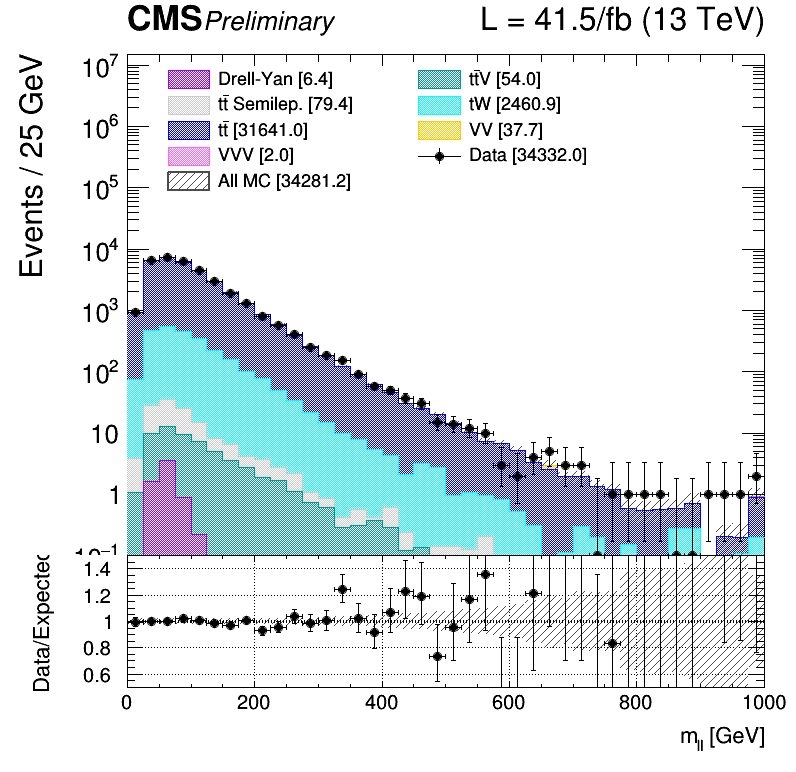 CMS Preliminary L = 41.5/fb (13 TeV)
Events / 25 GeV
10⁷
10⁶
10⁵
10⁴
10³
10²
10
1
10⁻¹
Drell-Yan [6.4]
tt̄ Semilep. [79.4]
tt̄ [31641.0]
VVV [2.0]
All MC [34281.2]
tt̄V [54.0]
tW [2460.9]
VV [37.7]
Data [34332.0]
Data/Expected
1.4
1.2
1
0.8
0.6
0 200 400 600 800 1000
m_ll [GeV]